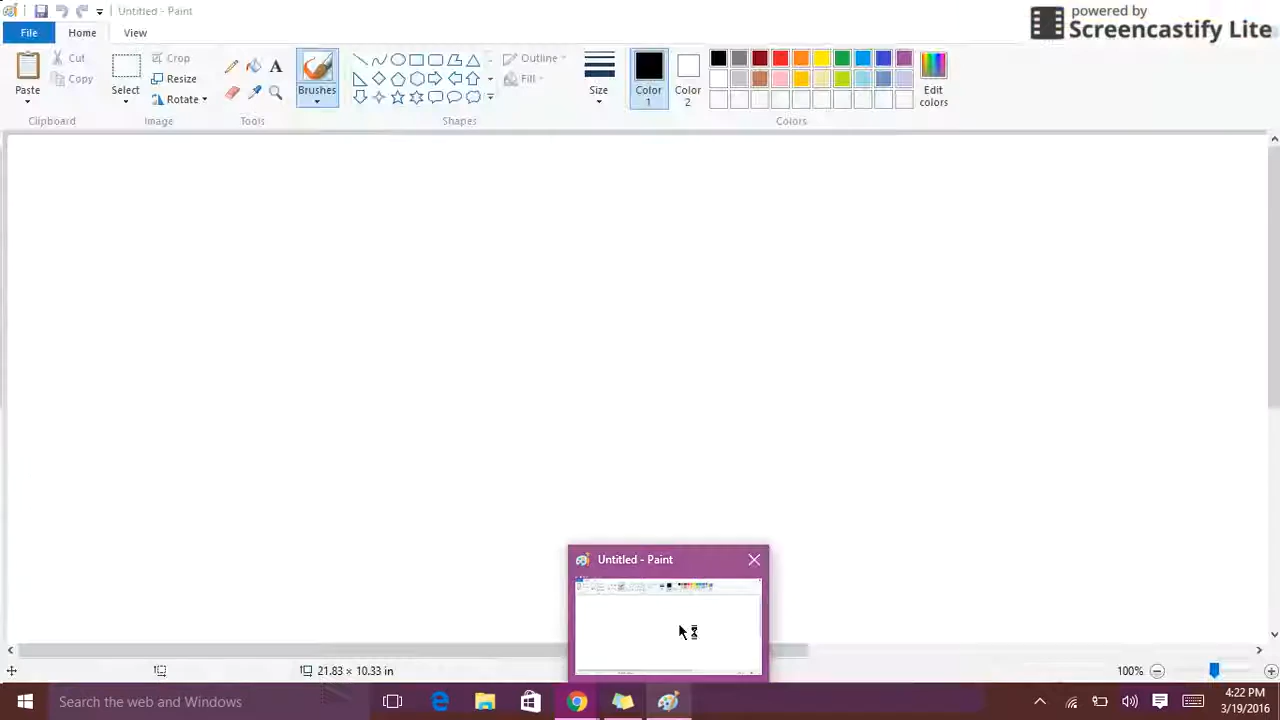 Untitled - Paint
powered by
Screencastify Lite
File
Home
View
Paste
Cut
Clipboard
Select
Crop
Resize
Rotate
Image
A
Tools
Brushes
Outline
Fill
Shapes
Size
Color
1
Color
2
Edit
colors
Colors
Untitled - Paint
21.83 × 10.33 in
100%
Search the web and Windows
4:22 PM
3/19/2016